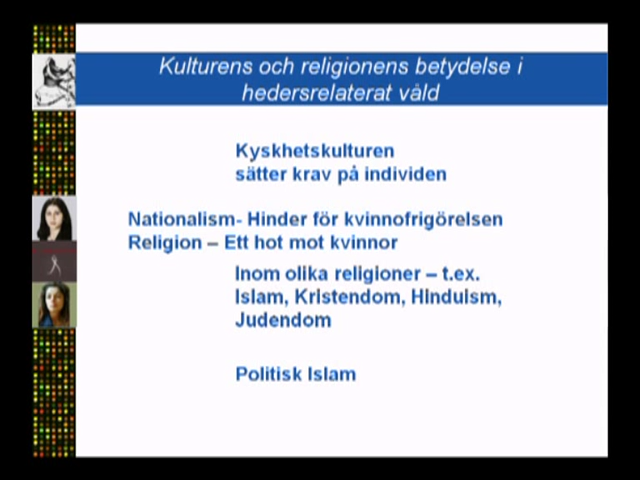 Kulturens och religionens betydelse i
hedersrelaterat våld
Kyskhetskulturen
sätter krav på individen
Nationalism- Hinder för kvinnofrigörelsen
Religion – Ett hot mot kvinnor
Inom olika religioner – t.ex.
Islam, Kristendom, Hinduism,
Judendom
Politisk Islam